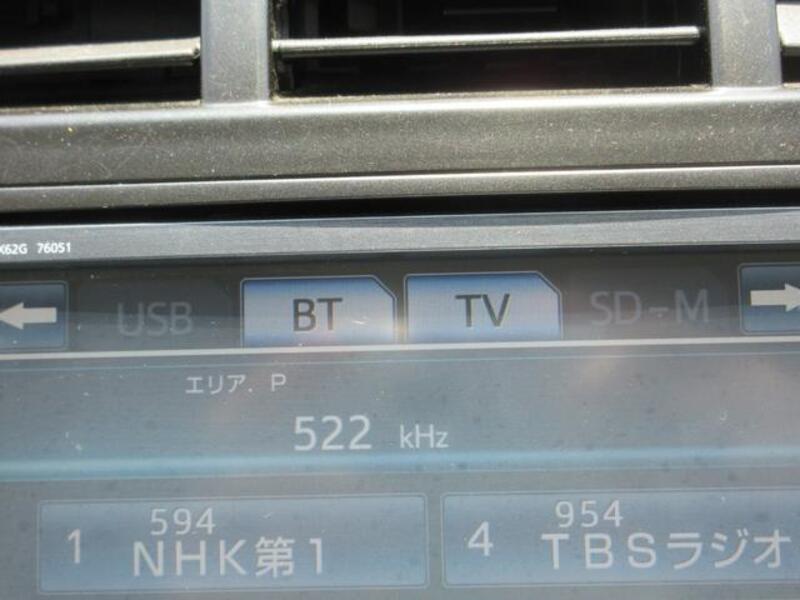 X62G 76051
USB BT TV SD-M
エリア. P
522 kHz
594 954
1 NHK第1 4 TBSラジオ